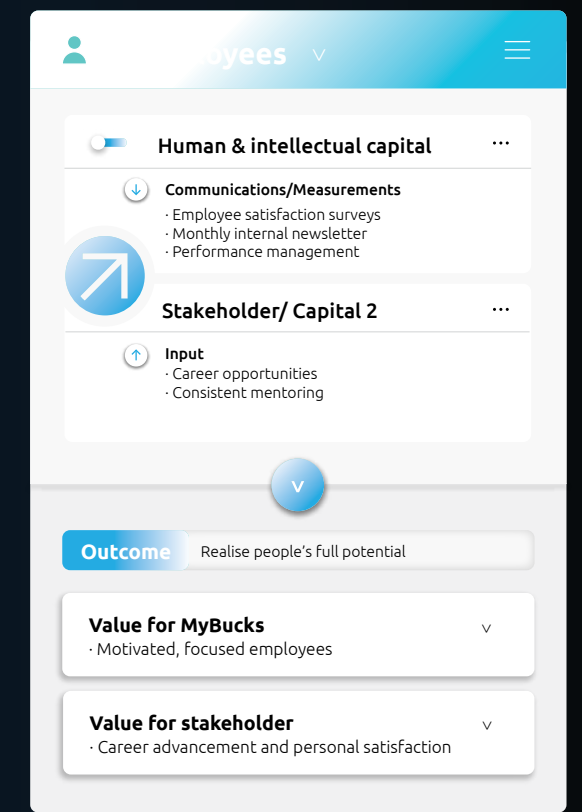 Employees v
Human & intellectual capital ...
Communications/Measurements
· Employee satisfaction surveys
· Monthly internal newsletter
· Performance management
Stakeholder/ Capital 2 ...
Input
· Career opportunities
· Consistent mentoring
v
Outcome Realise people's full potential
Value for MyBucks v
· Motivated, focused employees
Value for stakeholder v
· Career advancement and personal satisfaction